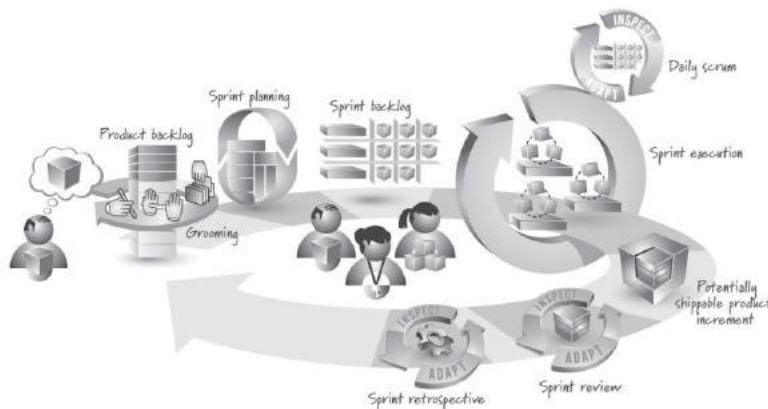 INSPECT
ADAPT
Daily scrum
Sprint planning
Sprint backlog
Product backlog
Sprint execution
Grooming
Potentially
shippable product
increment
INSPECT
ADAPT
Sprint retrospective
INSPECT
ADAPT
Sprint review